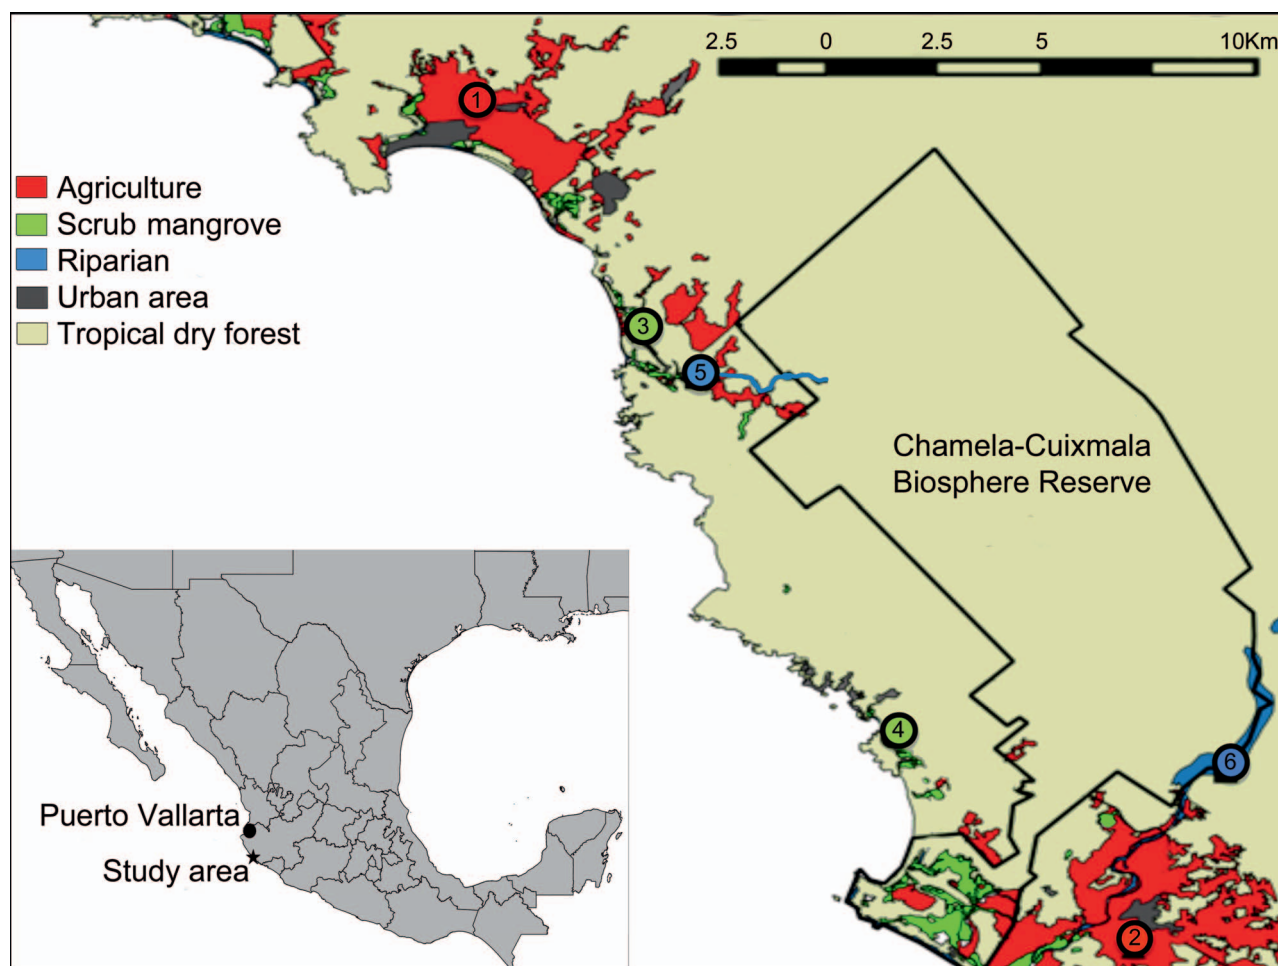 2.5 0 2.5 5 10Km
1
Agriculture
Scrub mangrove
Riparian
Urban area
Tropical dry forest
3
5
Chamela-Cuixmala
Biosphere Reserve
4
6
Puerto Vallarta
Study area
2